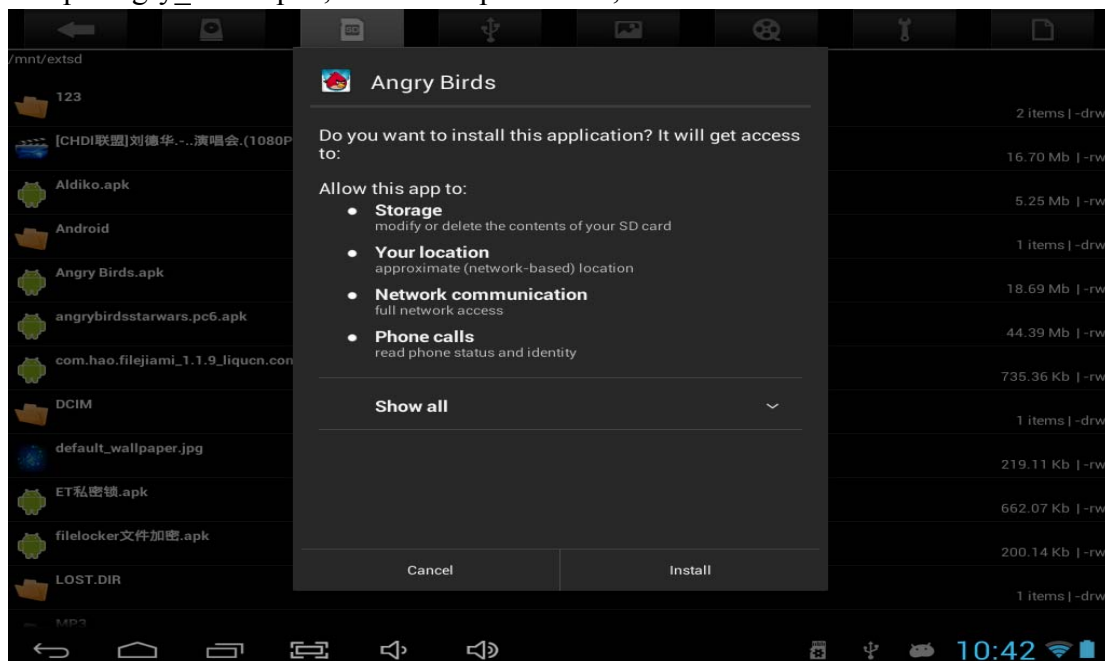 /mnt/extsd
123
2 items | -drw
[CHDI联盟]刘德华.-..演唱会.(1080P
16.70 Mb | -rw
Aldiko.apk
5.25 Mb | -rw
Android
1 items | -drw
Angry Birds.apk
18.69 Mb | -rw
angrybirdsstarwars.pc6.apk
44.39 Mb | -rw
com.hao.filejiami_1.1.9_liqucn.con
735.36 Kb | -rw
DCIM
1 items | -drw
default_wallpaper.jpg
219.11 Kb | -rw
ET私密锁.apk
662.07 Kb | -rw
filelocker文件加密.apk
200.14 Kb | -rw
LOST.DIR
1 items | -drw
MP3
Angry Birds
Do you want to install this application? It will get access
to:
Allow this app to:
Storage
modify or delete the contents of your SD card
Your location
approximate (network-based) location
Network communication
full network access
Phone calls
read phone status and identity
Show all
Cancel
Install
10:42